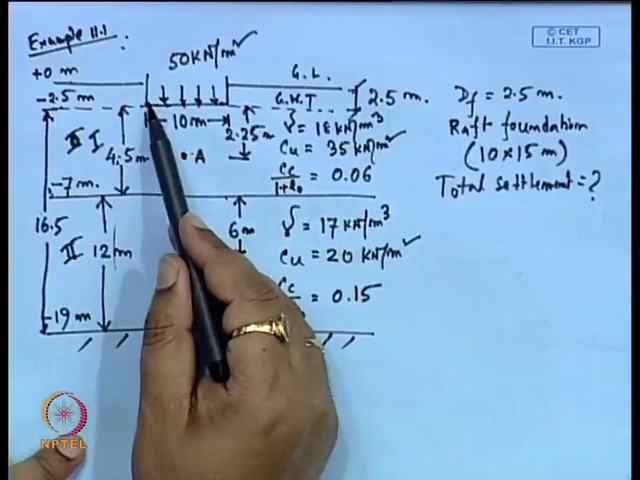 Example 11.1
© CET
I.I.T. KGP
50 KN/m²
+0 m
G.L.
-2.5 m
G.W.T
2.5 m.
Df = 2.5 m.
10 m
2.25 m
γ = 18 KN/m³
Raft foundation
I
4.5 m
A
Cu = 35 KN/m²
(10 × 15 m)
-7 m.
Cc/1+e0 = 0.06
Total settlement = ?
16.5
6 m
γ = 17 KN/m³
II
12 m
Cu = 20 KN/m²
-19 m
Cc = 0.15
NPTEL